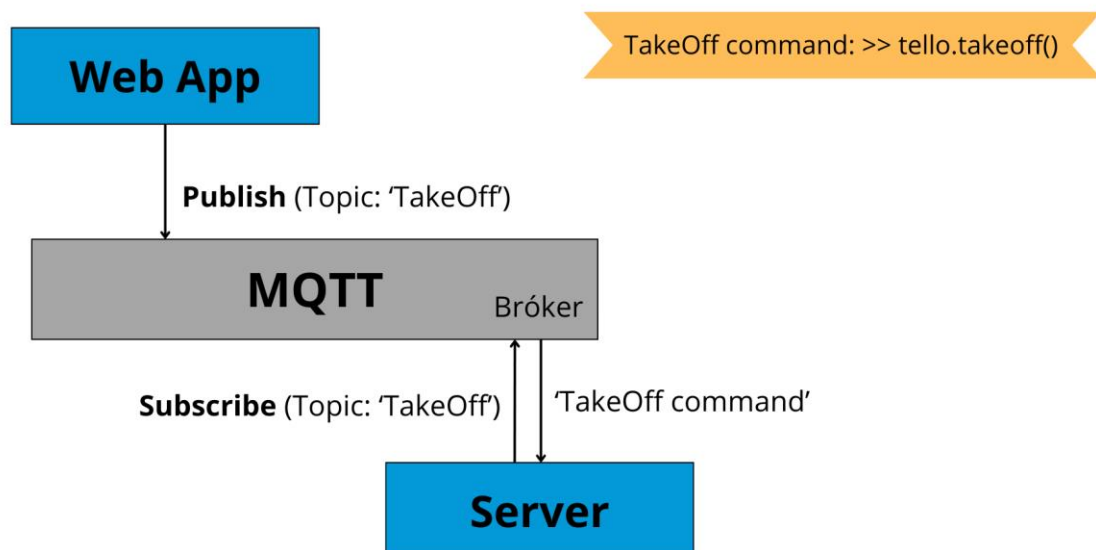 TakeOff command: >> tello.takeoff()
Web App
Publish (Topic: ‘TakeOff’)
MQTT
Bróker
Subscribe (Topic: ‘TakeOff’)
‘TakeOff command’
Server